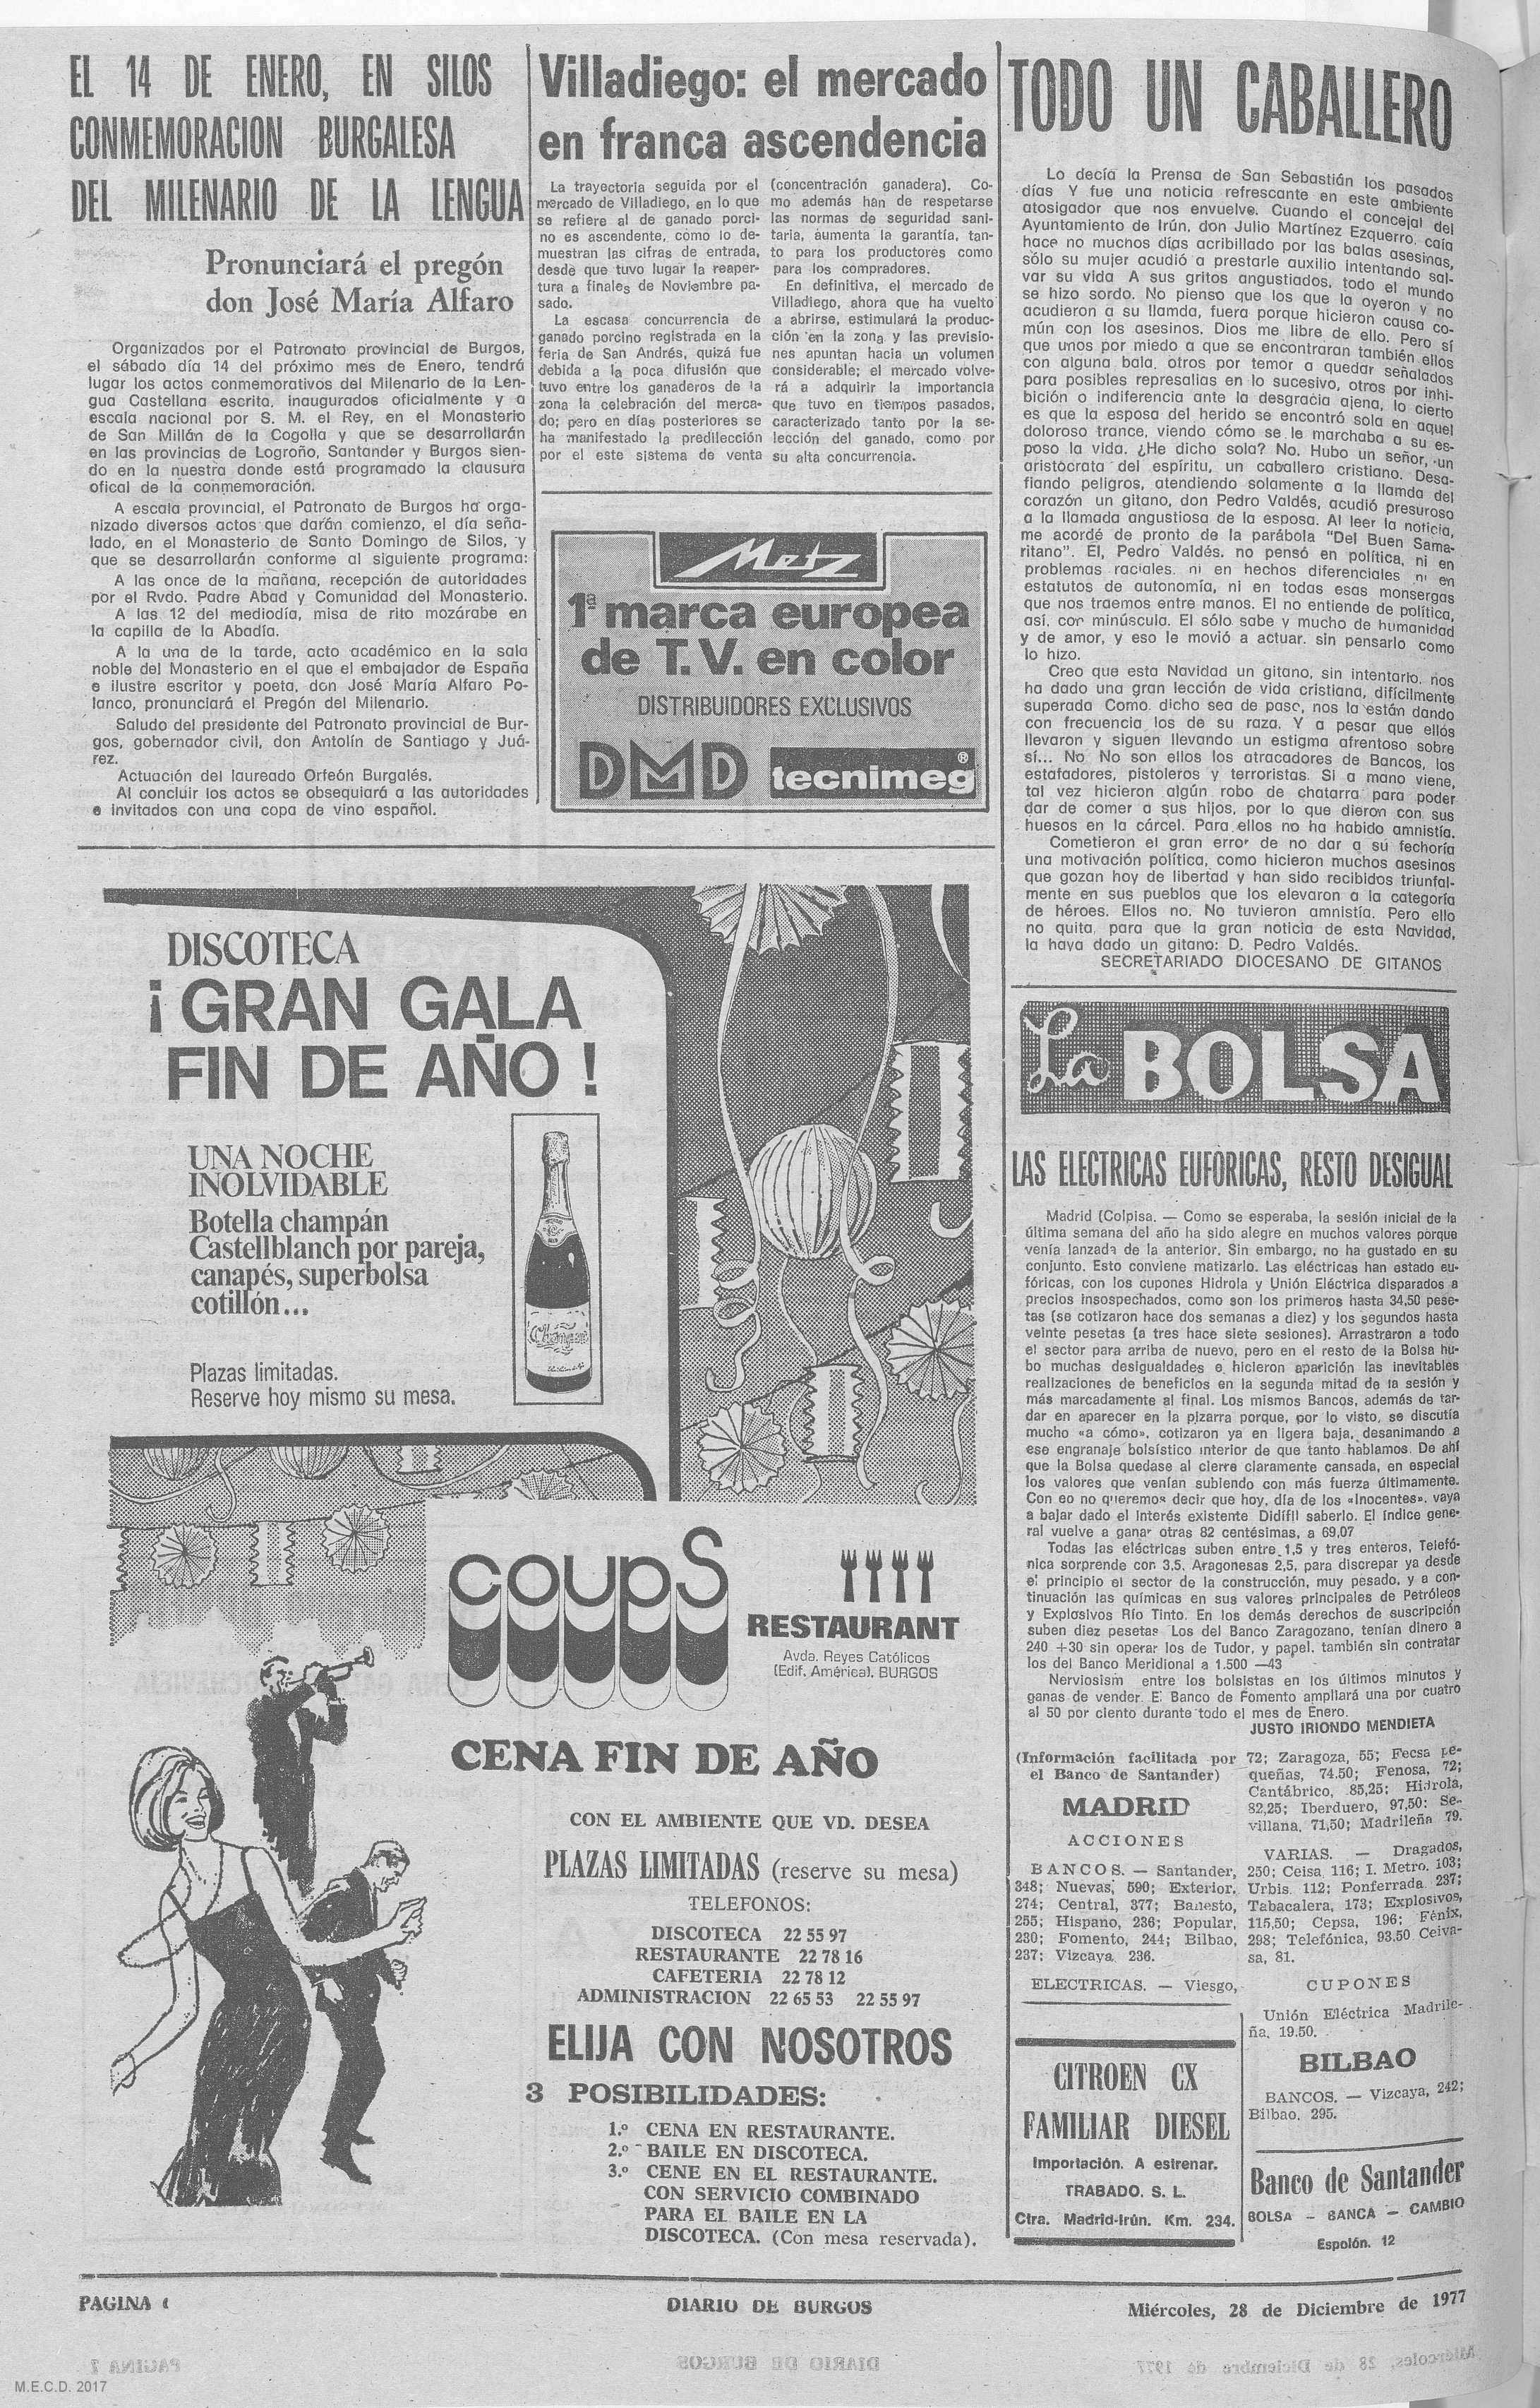 EL 14 DE ENERO, EN SILOS
CONMEMORACION BURGALESA
DEL MILENARIO DE LA LENGUA
Pronunciará el pregón
don José María Alfaro
Organizados por el Patronato provincial de Burgos,
el sábado día 14 del próximo mes de Enero, tendrá
lugar los actos conmemorativos del Milenario de la Len-
gua Castellana escrita, inaugurados oficialmente y a
escala nacional por S. M. el Rey, en el Monasterio
de San Millán de la Cogolla y que se desarrollarán
en las provincias de Logroño, Santander y Burgos sien-
do en la nuestra donde está programado la clausura
ofical de la conmemoración.
A escala provincial, el Patronato de Burgos ha orga-
nizado diversos actos que darán comienzo, el día seña-
lado, en el Monasterio de Santo Domingo de Silos, y
que se desarrollarán conforme al siguiente programa:
A las once de la mañana, recepción de autoridades
por el Rvdo. Padre Abad y Comunidad del Monasterio.
A las 12 del mediodía, misa de rito mozárabe en
la capilla de la Abadía.
A la una de la tarde, acto académico en la sala
noble del Monasterio en el que el embajador de España
e ilustre escritor y poeta, don José María Alfaro Po-
lanco, pronunciará el Pregón del Milenario.
Saludo del presidente del Patronato provincial de Bur-
gos, gobernador civil, don Antolín de Santiago y Juá-
rez.
Actuación del laureado Orfeón Burgalés.
Al concluir los actos se obsequiará a las autoridades
e invitados con una copa de vino español.
Villadiego: el mercado
en franca ascendencia
La trayectoria seguida por el
mercado de Villadiego, en lo que
se refiere al de ganado porci-
no es ascendente, como lo de-
muestran las cifras de entrada,
desde que tuvo lugar la reaper-
tura a finales de Noviembre pa-
sado.
La escasa concurrencia de
ganado porcino registrada en la
feria de San Andrés, quizá fue
debida a la poca difusión que
tuvo entre los ganaderos de la
zona la celebración del merca-
do; pero en días posteriores se
ha manifestado la predilección
por el este sistema de venta
(concentración ganadera). Co-
mo además han de respetarse
las normas de seguridad sani-
taria, aumenta la garantía, tan-
to para los productores como
para los compradores.
En definitiva, el mercado de
Villadiego, ahora que ha vuelto
a abrirse, estimulará la produc-
ción en la zona y las previsio-
nes apuntan hacia un volumen
considerable; el mercado volve-
rá a adquirir la importancia
que tuvo en tiempos pasados,
caracterizado tanto por la se-
lección del ganado, como por
su alta concurrencia.
Metz
1ª marca europea
de T.V. en color
DISTRIBUIDORES EXCLUSIVOS
DMD tecnimeg®
TODO UN CABALLERO
Lo decía la Prensa de San Sebastián los pasados
días Y fue una noticia refrescante en este ambiente
atosigador que nos envuelve. Cuando el concejal del
Ayuntamiento de Irún, don Julio Martínez Ezquerro, caía
hace no muchos días acribillado por las balas asesinas,
sólo su mujer acudió a prestarle auxilio intentando sal-
var su vida A sus gritos angustiados, todo el mundo
se hizo sordo. No pienso que los que la oyeron y no
acudieron a su llamda, fuera porque hicieron causa co-
mún con los asesinos. Dios me libre de ello. Pero sí
que unos por miedo a que se encontraran también ellos
con alguna bala, otros por temor a quedar señalados
para posibles represalias en lo sucesivo, otros por inhi-
bición o indiferencia ante la desgracia ajena, lo cierto
es que la esposa del herido se encontró sola en aquel
doloroso trance, viendo cómo se le marchaba a su es-
poso la vida. ¿He dicho sola? No. Hubo un señor, un
aristócrata del espíritu, un caballero cristiano. Desa-
fiando peligros, atendiendo solamente a la llamda del
corazón un gitano, don Pedro Valdés, acudió presuroso
a la llamada angustiosa de la esposa. Al leer la noticia,
me acordé de pronto de la parábola "Del Buen Sama-
ritano". El, Pedro Valdés. no pensó en política, ni en
problemas raciales. ni en hechos diferenciales ni en
estatutos de autonomía, ni en todas esas monsergas
que nos traemos entre manos. El no entiende de política,
así, con minúscula. El sólo sabe y mucho de humanidad
y de amor, y eso le movió a actuar. sin pensarlo como
lo hizo.
Creo que esta Navidad un gitano, sin intentarlo, nos
ha dado una gran lección de vida cristiana, difícilmente
superada Como. dicho sea de paso, nos la están dando
con frecuencia los de su raza. Y a pesar que ellos
llevaron y siguen llevando un estigma afrentoso sobre
sí... No No son ellos los atracadores de Bancos, los
estafadores, pistoleros y terroristas. Si a mano viene,
tal vez hicieron algún robo de chatarra para poder
dar de comer a sus hijos, por lo que dieron con sus
huesos en la cárcel. Para ellos no ha habido amnistía.
Cometieron el gran error de no dar a su fechoría
una motivación política, como hicieron muchos asesinos
que gozan hoy de libertad y han sido recibidos triunfal-
mente en sus pueblos que los elevaron a la categoría
de héroes. Ellos no. No tuvieron amnistía. Pero ello
no quita, para que la gran noticia de esta Navidad,
la haya dado un gitano: D. Pedro Valdés.
SECRETARIADO DIOCESANO DE GITANOS
DISCOTECA
¡GRAN GALA
FIN DE AÑO!
UNA NOCHE
INOLVIDABLE
Botella champán
Castellblanch por pareja,
canapés, superbolsa
cotillón...
Plazas limitadas.
Reserve hoy mismo su mesa.
coups
RESTAURANT
Avda. Reyes Católicos
(Edif. América). BURGOS
CENA FIN DE AÑO
CON EL AMBIENTE QUE VD. DESEA
PLAZAS LIMITADAS (reserve su mesa)
TELEFONOS:
DISCOTECA 22 55 97
RESTAURANTE 22 78 16
CAFETERIA 22 78 12
ADMINISTRACION 22 65 53 22 55 97
ELIJA CON NOSOTROS
3 POSIBILIDADES:
1.º CENA EN RESTAURANTE.
2.º BAILE EN DISCOTECA.
3.º CENE EN EL RESTAURANTE.
CON SERVICIO COMBINADO
PARA EL BAILE EN LA
DISCOTECA. (Con mesa reservada).
La BOLSA
LAS ELECTRICAS EUFORICAS, RESTO DESIGUAL
Madrid (Colpisa. — Como se esperaba, la sesión inicial de la
última semana del año ha sido alegre en muchos valores porque
venía lanzada de la anterior. Sin embargo, no ha gustado en su
conjunto. Esto conviene matizarlo. Las eléctricas han estado eu-
fóricas, con los cupones Hidrola y Unión Eléctrica disparados a
precios insospechados, como son los primeros hasta 34,50 pese-
tas (se cotizaron hace dos semanas a diez) y los segundos hasta
veinte pesetas (a tres hace siete sesiones). Arrastraron a todo
el sector para arriba de nuevo, pero en el resto de la Bolsa hu-
bo muchas desigualdades e hicieron aparición las inevitables
realizaciones de beneficios en la segunda mitad de la sesión y
más marcadamente al final. Los mismos Bancos, además de tar-
dar en aparecer en la pizarra porque, por lo visto, se discutía
mucho «a cómo», cotizaron ya en ligera baja, desanimando a
ese engranaje bolsístico interior de que tanto hablamos. De ahí
que la Bolsa quedase al cierre claramente cansada, en especial
los valores que venían subiendo con más fuerza últimamente.
Con eo no queremos decir que hoy, día de los «Inocentes», vaya
a bajar dado el interés existente Didífil saberlo. El índice gene-
ral vuelve a ganar otras 82 centésimas, a 69,07
Todas las eléctricas suben entre 1,5 y tres enteros, Telefó-
nica sorprende con 3,5. Aragonesas 2,5, para discrepar ya desde
el principio el sector de la construcción, muy pesado, y a con-
tinuación las químicas en sus valores principales de Petróleos
y Explosivos Río Tinto. En los demás derechos de suscripción
suben diez pesetas Los del Banco Zaragozano, tenían dinero a
240 +30 sin operar los de Tudor, y papel, también sin contratar
los del Banco Meridional a 1.500 —43
Nerviosism entre los bolsistas en los últimos minutos y
ganas de vender El Banco de Fomento ampliará una por cuatro
al 50 por ciento durante todo el mes de Enero.
JUSTO IRIONDO MENDIETA
(Información facilitada por
el Banco de Santander)
MADRID
ACCIONES
BANCOS. — Santander,
348; Nuevas, 590; Exterior,
274; Central, 377; Banesto,
255; Hispano, 236; Popular,
230; Fomento, 244; Bilbao,
237; Vizcaya 236.
ELECTRICAS. — Viesgo,
72; Zaragoza, 55; Fecsa pe-
queñas, 74.50; Fenosa, 72;
Cantábrico, 85,25; Hidrola,
82,25; Iberduero, 97,50; Se-
villana, 71,50; Madrileña 79.
VARIAS. — Dragados,
250; Ceisa 116; I. Metro. 103;
Urbis 112; Ponferrada 237;
Tabacalera, 173; Explosivos,
115,50; Cepsa, 196; Fénix,
298; Telefónica, 93,50 Ceiva-
sa, 81.
CUPONES
Unión Eléctrica Madrile-
ña, 19.50.
BILBAO
BANCOS. — Vizcaya, 242;
Bilbao, 295.
CITROEN CX
FAMILIAR DIESEL
Importación. A estrenar.
TRABADO. S. L.
Ctra. Madrid-Irún. Km. 234.
Banco de Santander
BOLSA — BANCA — CAMBIO
Espolón. 12
PAGINA
DIARIO DE BURGOS
Miércoles, 28 de Diciembre de 1977
M.E.C.D. 2017